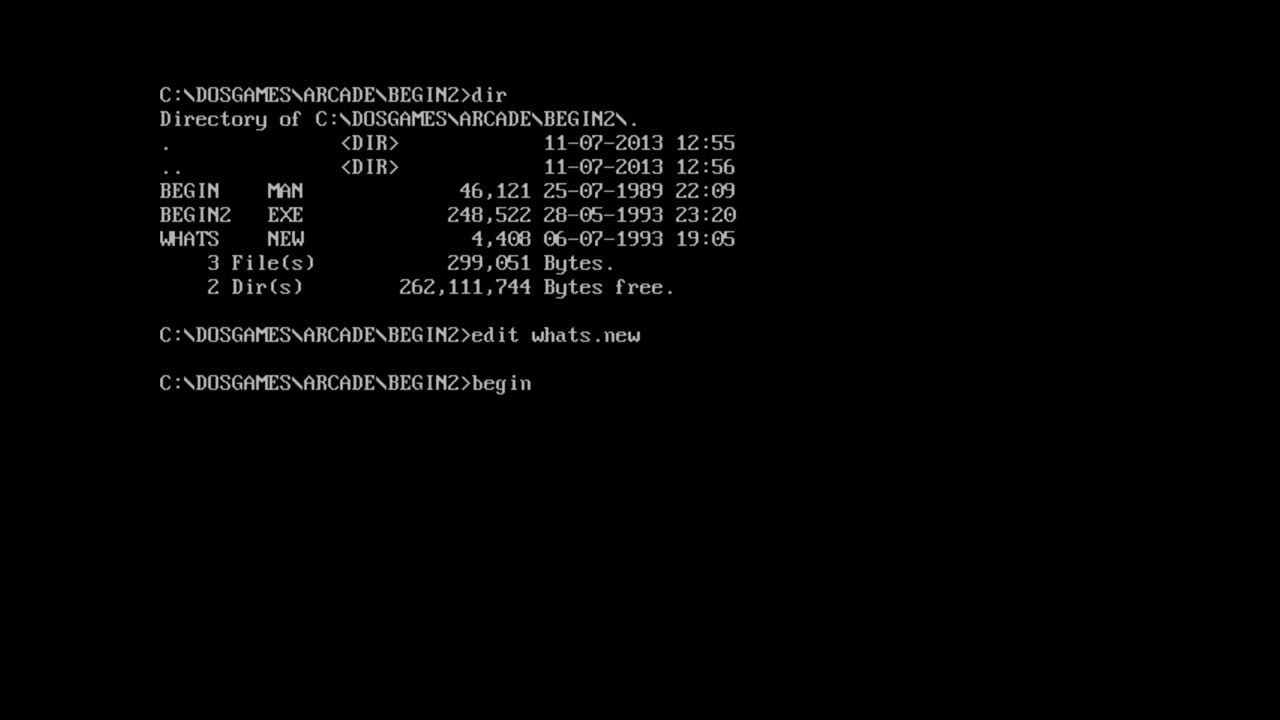 C:\DOSGAMES\ARCADE\BEGIN2>dir
Directory of C:\DOSGAMES\ARCADE\BEGIN2\.
.              <DIR>            11-07-2013 12:55
..             <DIR>            11-07-2013 12:56
BEGIN    MAN             46,121 25-07-1989 22:09
BEGIN2   EXE            248,522 28-05-1993 23:20
WHATS    NEW              4,408 06-07-1993 19:05
    3 File(s)           299,051 Bytes.
    2 Dir(s)        262,111,744 Bytes free.
C:\DOSGAMES\ARCADE\BEGIN2>edit whats.new
C:\DOSGAMES\ARCADE\BEGIN2>begin